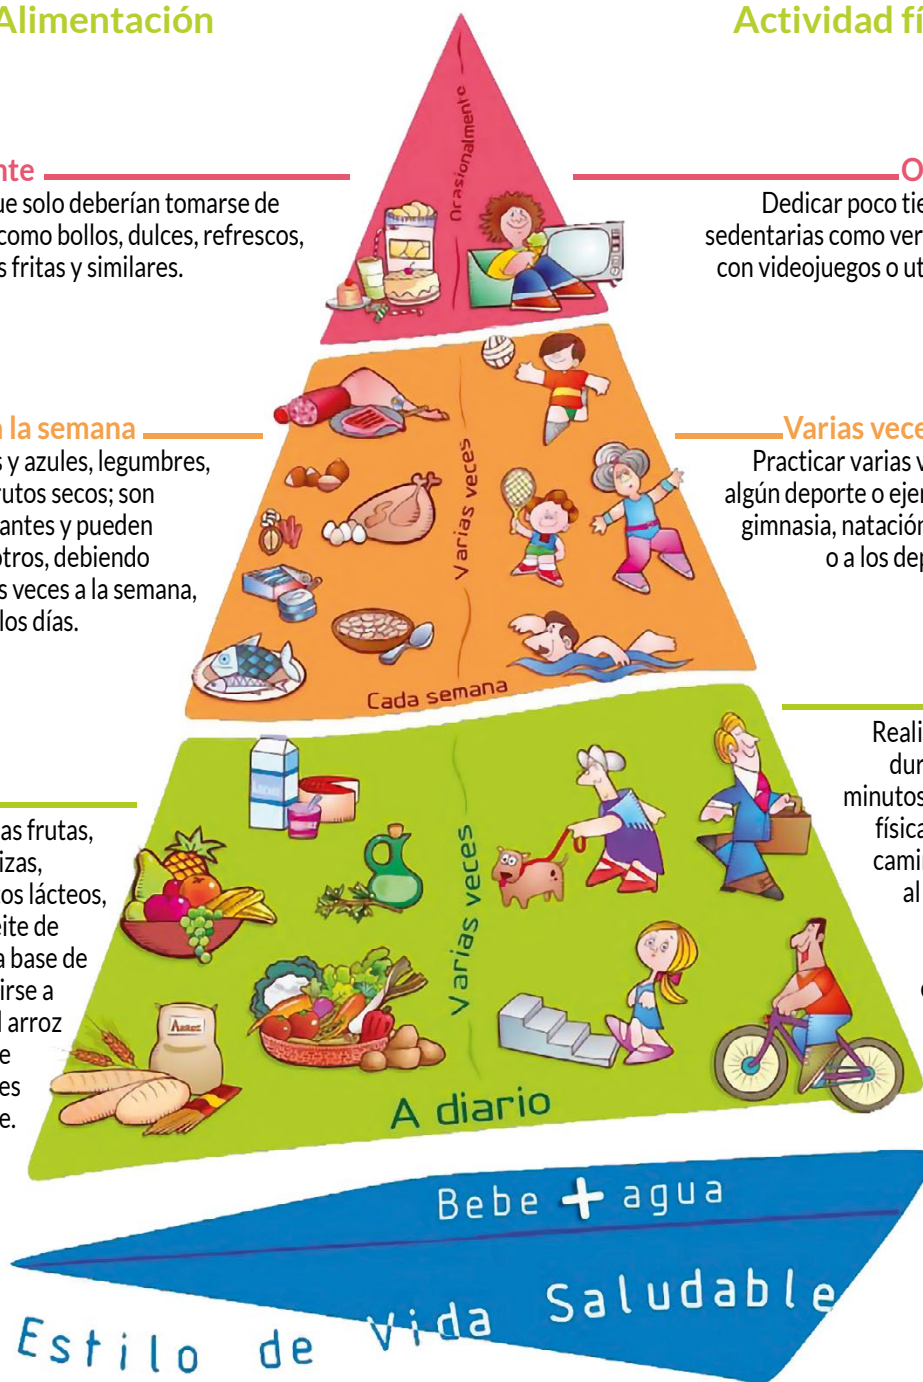 Alimentación
Actividad fí
nte
ue solo deberían tomarse de
como bollos, dulces, refrescos,
s fritas y similares.
O
Dedicar poco tie
sedentarias como ver
con videojuegos o ut
Ocasionalmente
a la semana
s y azules, legumbres,
rutos secos; son
antes y pueden
otros, debiendo
s veces a la semana,
los días.
Varias vece
Practicar varias v
algún deporte o ejer
gimnasia, natación
o a los dep
Varias veces
Cada semana
as frutas,
izas,
tos lácteos,
eite de
a base de
irse a
l arroz
e
es
e.
Reali
dur
minutos
física
cami
al
Varias veces
Arroz
A diario
Bebe + agua
Estilo de Vida Saludable